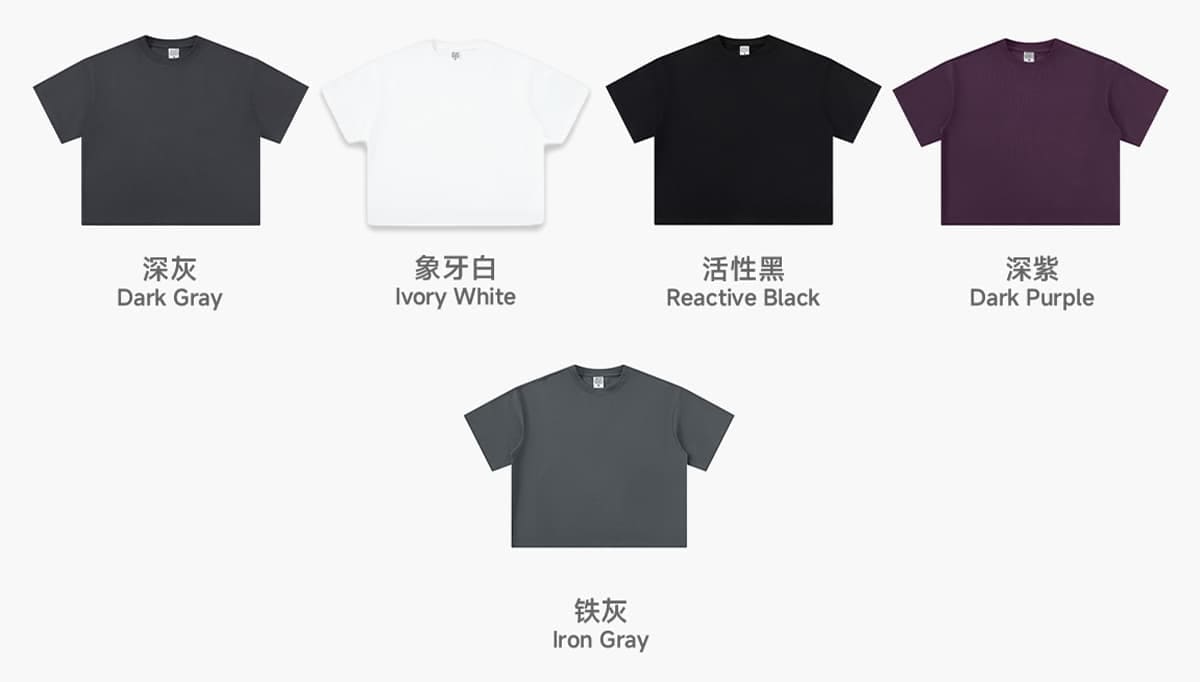 深灰
Dark Gray
象牙白
Ivory White
活性黑
Reactive Black
深紫
Dark Purple
铁灰
Iron Gray